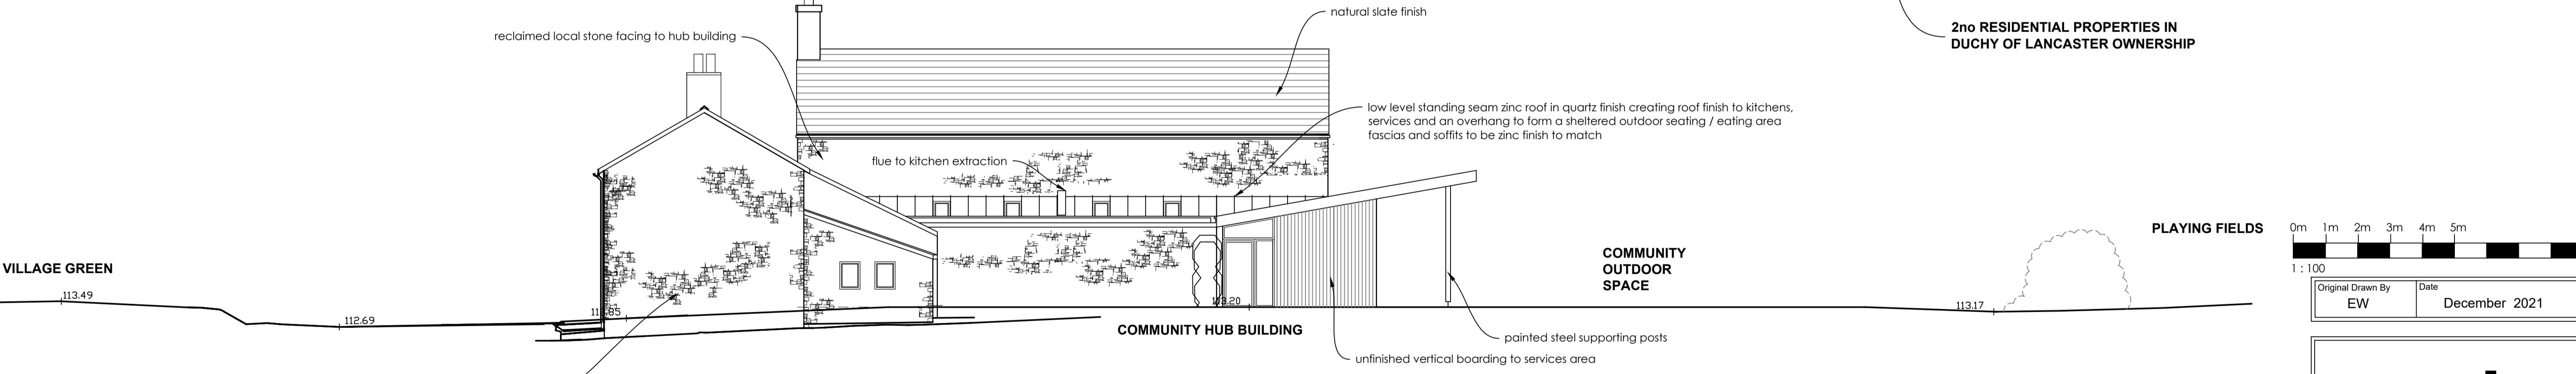 natural slate finish
reclaimed local stone facing to hub building
2no RESIDENTIAL PROPERTIES IN
DUCHY OF LANCASTER OWNERSHIP
low level standing seam zinc roof in quartz finish creating roof finish to kitchens,
services and an overhang to form a sheltered outdoor seating / eating area
fascias and soffits to be zinc finish to match
flue to kitchen extraction
PLAYING FIELDS
0m 1m 2m 3m 4m 5m
1 : 100
VILLAGE GREEN
COMMUNITY
OUTDOOR
SPACE
113.49
112.69
113.20
113.17
COMMUNITY HUB BUILDING
painted steel supporting posts
unfinished vertical boarding to services area
Original Drawn By
EW
Date
December 2021